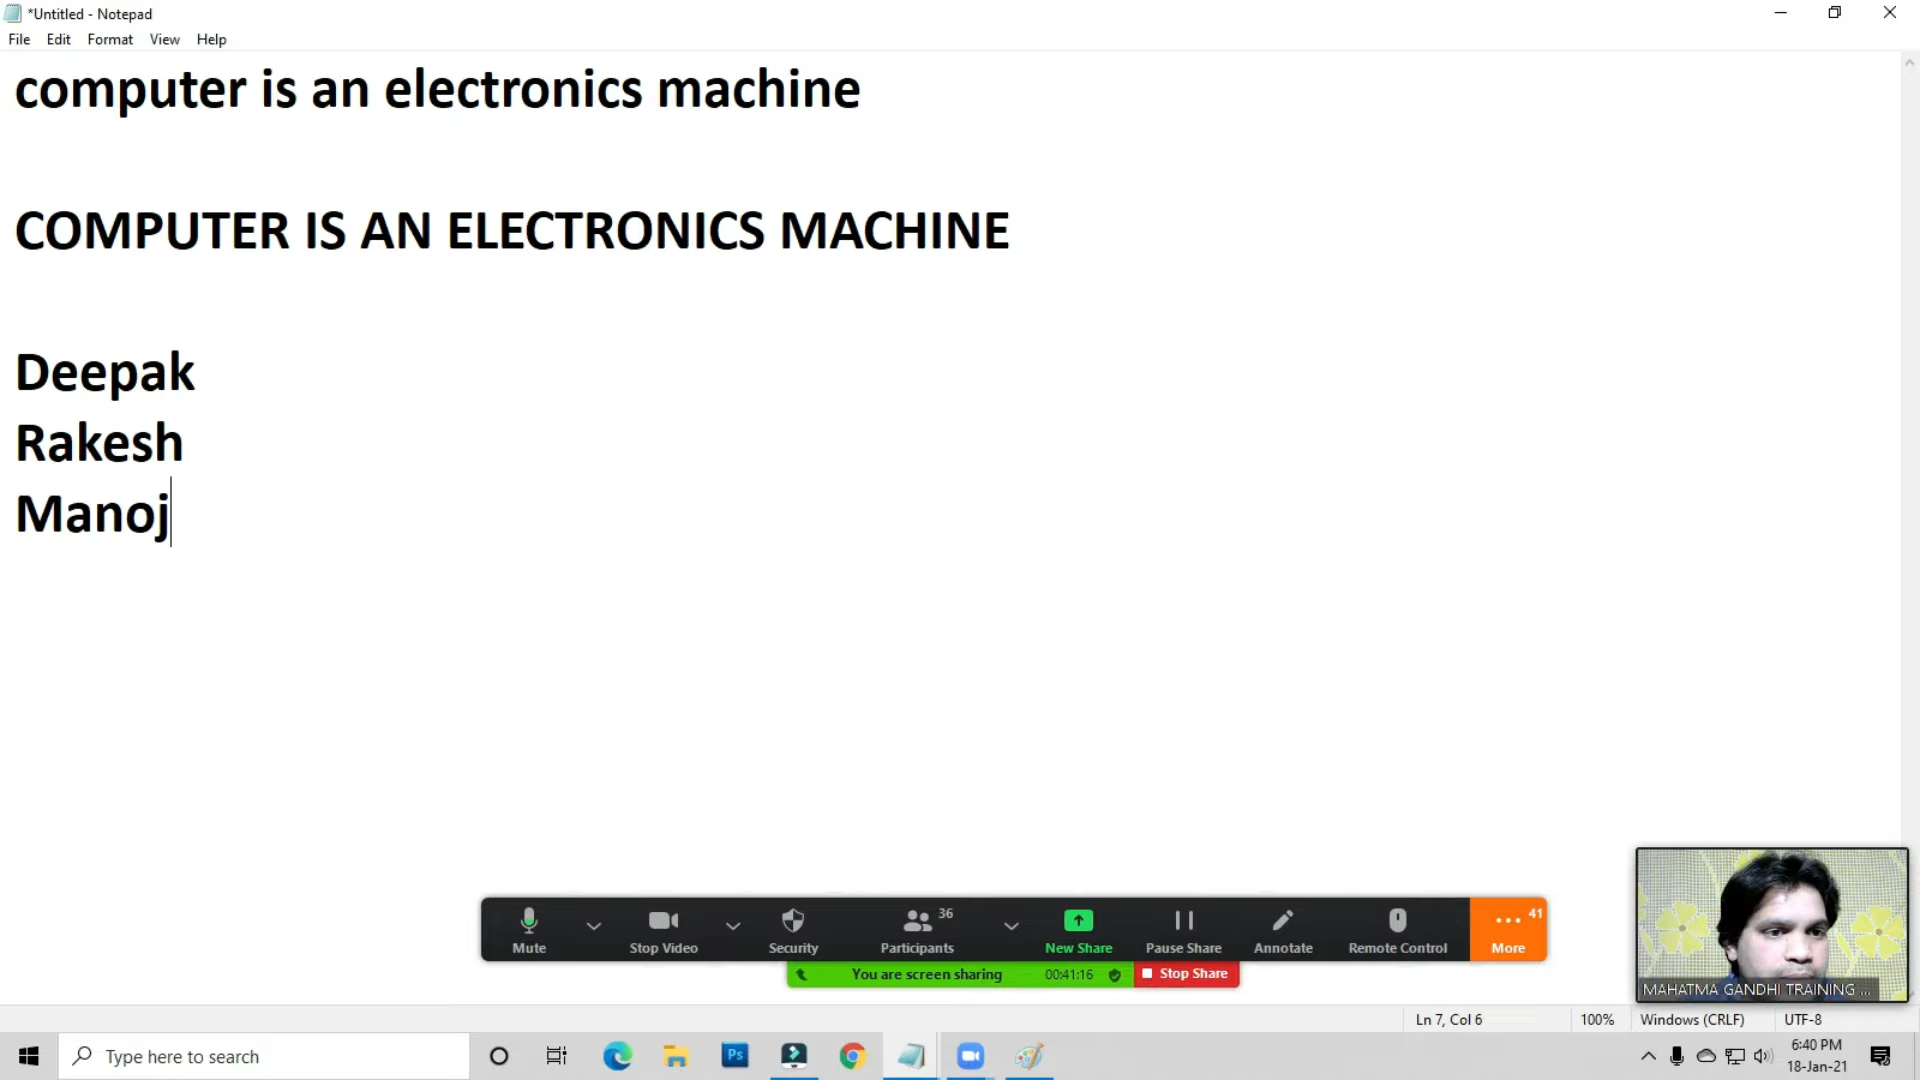 *Untitled - Notepad
File Edit Format View Help
computer is an electronics machine
COMPUTER IS AN ELECTRONICS MACHINE
Deepak
Rakesh
Manoj
36
41
Mute Stop Video Security Participants New Share Pause Share Annotate Remote Control More
You are screen sharing 00:41:16 Stop Share
MAHATMA GANDHI TRAINING ...
Ln 7, Col 6 100% Windows (CRLF) UTF-8
Type here to search
Ps
6:40 PM
18-Jan-21